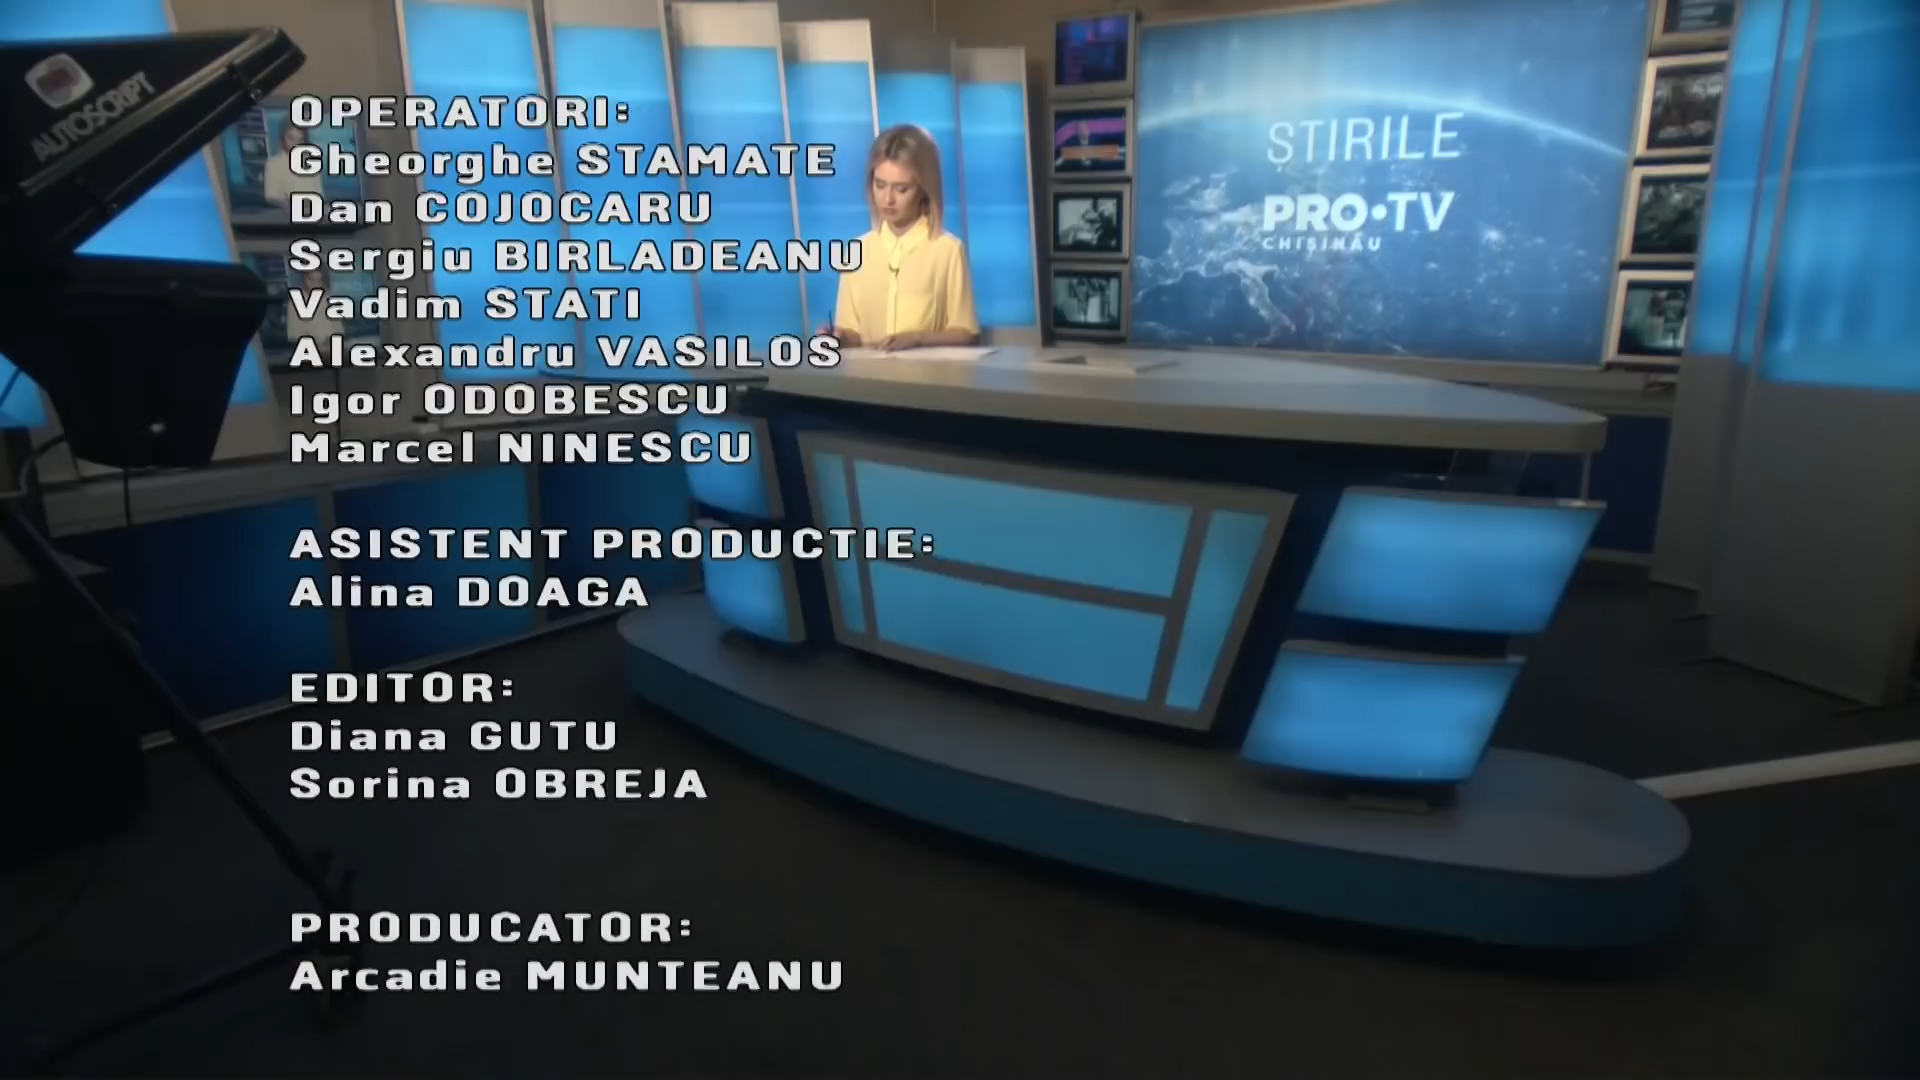 AUTOSCRIPT
ȘTIRILE
PRO•TV
CHIȘINĂU
OPERATORI:
Gheorghe STAMATE
Dan COJOCARU
Sergiu BIRLADEANU
Vadim STATI
Alexandru VASILOS
Igor ODOBESCU
Marcel NINESCU
ASISTENT PRODUCTIE:
Alina DOAGA
EDITOR:
Diana GUTU
Sorina OBREJA
PRODUCATOR:
Arcadie MUNTEANU